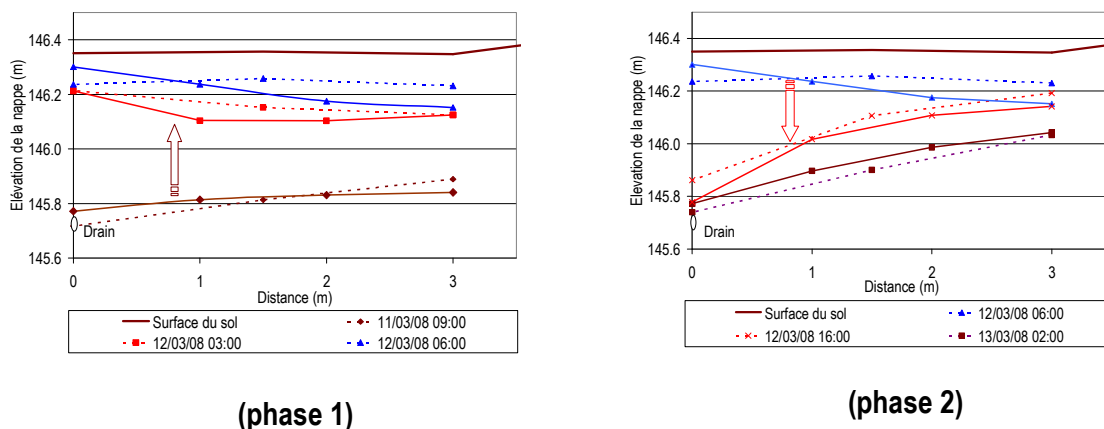 Elévation de la nappe (m)
146.4
146.2
146.0
145.8
145.6
Drain
0 1 2 3
Distance (m)
Surface du sol 11/03/08 09:00
12/03/08 03:00 12/03/08 06:00
(phase 1)
Elévation de la nappe (m)
146.4
146.2
146.0
145.8
145.6
Drain
0 1 2 3
Distance (m)
Surface du sol 12/03/08 06:00
12/03/08 16:00 13/03/08 02:00
(phase 2)